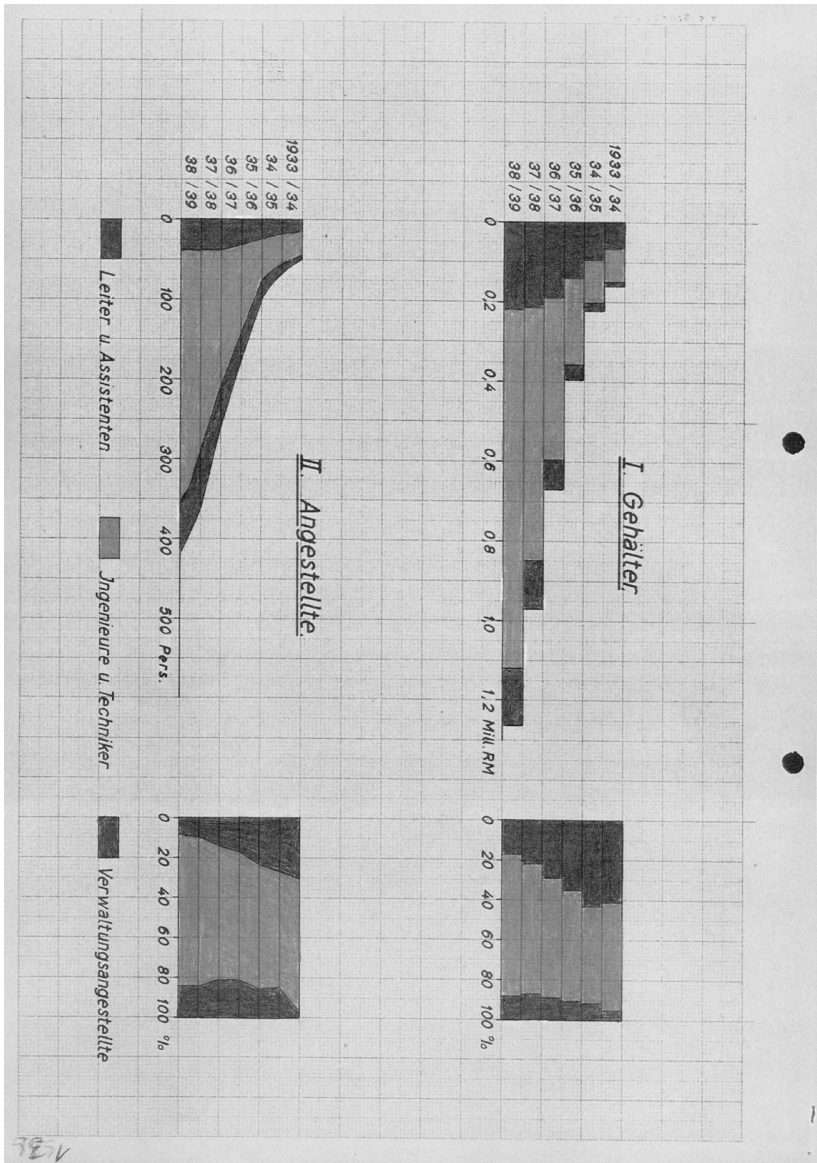 I. Gehälter.
1933 / 34
34 / 35
35 / 36
36 / 37
37 / 38
38 / 39
0 0,2 0,4 0,6 0,8 1,0 1,2 Mill. RM
0 20 40 60 80 100 %
II. Angestellte.
1933 / 34
34 / 35
35 / 36
36 / 37
37 / 38
38 / 39
0 100 200 300 400 500 Pers.
0 20 40 60 80 100 %
Leiter u. Assistenten Jngenieure u. Techniker Verwaltungsangestellte